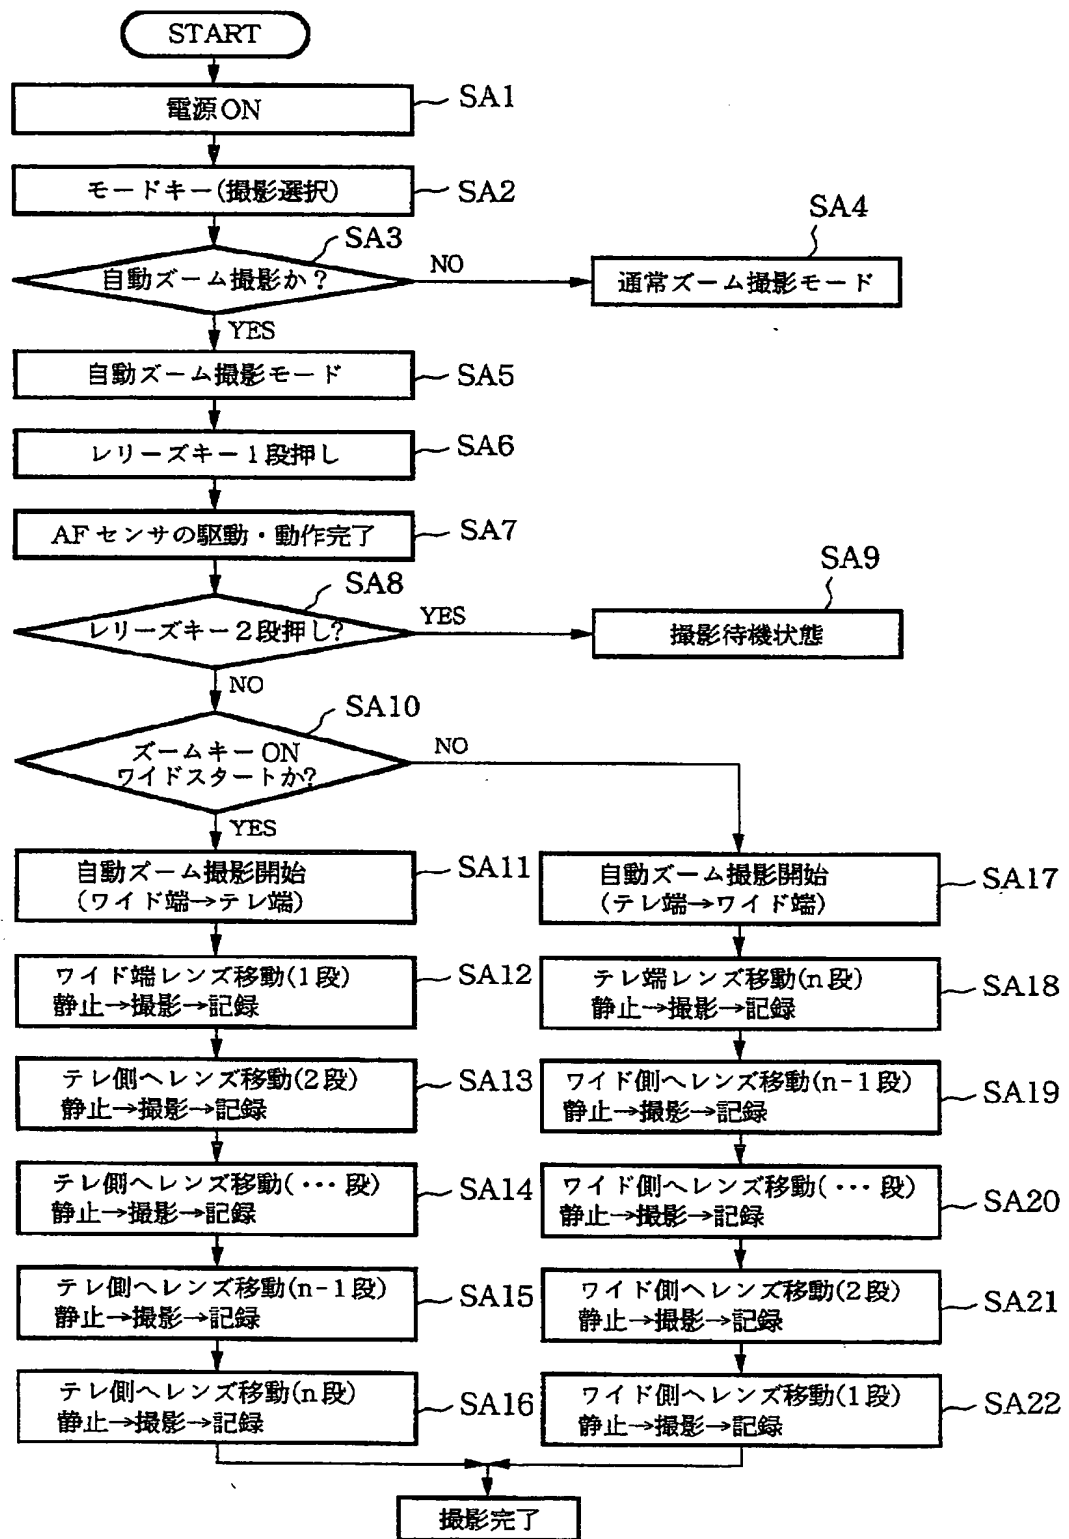 START
電源ON
SA1
モードキー(撮影選択)
SA2
SA3
自動ズーム撮影か?
NO
SA4
通常ズーム撮影モード
YES
自動ズーム撮影モード
SA5
レリーズキー1段押し
SA6
AFセンサの駆動・動作完了
SA7
SA8
レリーズキー2段押し?
YES
SA9
撮影待機状態
NO
SA10
ズームキーON
ワイドスタートか?
NO
YES
自動ズーム撮影開始
(ワイド端→テレ端)
SA11
自動ズーム撮影開始
(テレ端→ワイド端)
SA17
ワイド端レンズ移動(1段)
静止→撮影→記録
SA12
テレ端レンズ移動(n段)
静止→撮影→記録
SA18
テレ側へレンズ移動(2段)
静止→撮影→記録
SA13
ワイド側へレンズ移動(n-1段)
静止→撮影→記録
SA19
テレ側へレンズ移動(・・・段)
静止→撮影→記録
SA14
ワイド側へレンズ移動(・・・段)
静止→撮影→記録
SA20
テレ側へレンズ移動(n-1段)
静止→撮影→記録
SA15
ワイド側へレンズ移動(2段)
静止→撮影→記録
SA21
テレ側へレンズ移動(n段)
静止→撮影→記録
SA16
ワイド側へレンズ移動(1段)
静止→撮影→記録
SA22
撮影完了